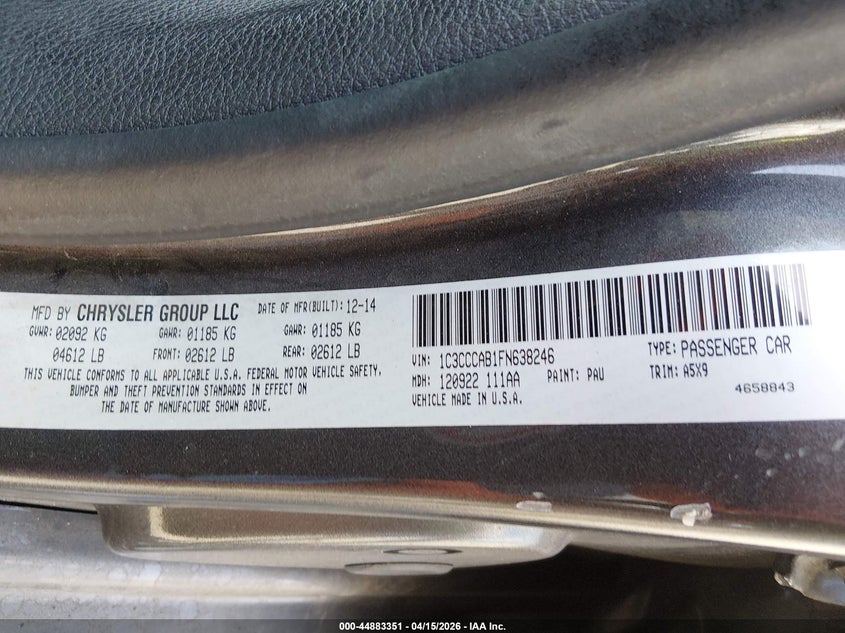 MFD BY CHRYSLER GROUP LLC DATE OF MFR(BUILT): 12-14
GVWR: 02092 KG GAWR: 01185 KG GAWR: 01185 KG
04612 LB FRONT: 02612 LB REAR: 02612 LB
THIS VEHICLE CONFORMS TO ALL APPLICABLE U.S.A. FEDERAL MOTOR VEHICLE SAFETY,
BUMPER AND THEFT PREVENTION STANDARDS IN EFFECT ON
THE DATE OF MANUFACTURE SHOWN ABOVE.
VIN: 1C3CCCAB1FN638246 TYPE: PASSENGER CAR
MDH: 120922 111AA PAINT: PAU TRIM: A5X9
VEHICLE MADE IN U.S.A. 4658843
000-44883351 - 04/15/2026 - IAA Inc.